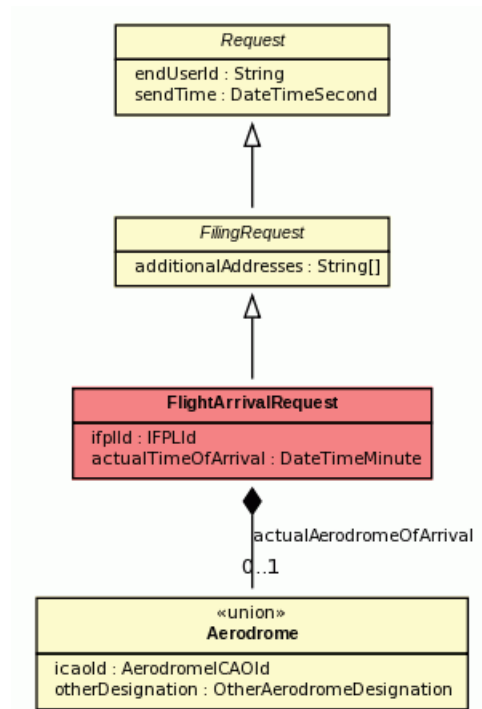 Request
endUserId : String
sendTime : DateTimeSecond
FilingRequest
additionalAddresses : String[]
FlightArrivalRequest
ifplId : IFPLId
actualTimeOfArrival : DateTimeMinute
actualAerodromeOfArrival
0..1
«union»
Aerodrome
icaoId : AerodromeICAOId
otherDesignation : OtherAerodromeDesignation